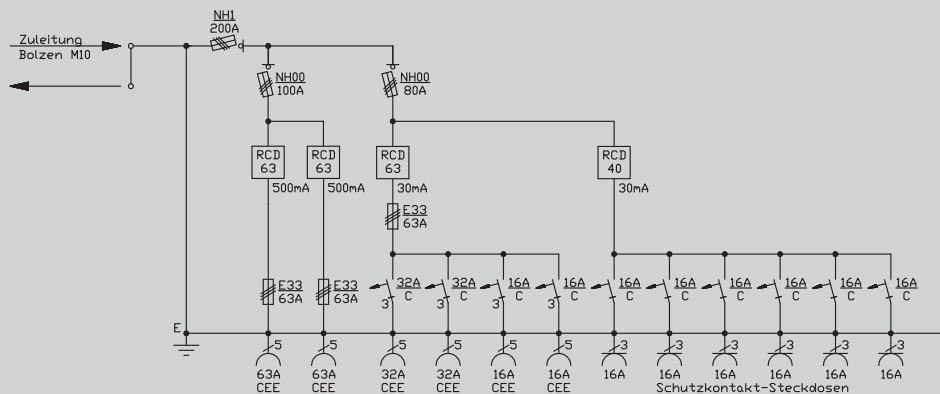 NH1
200A
Zuleitung
Bolzen M10
NH00
100A
NH00
80A
RCD
63
500mA
RCD
63
500mA
RCD
63
30mA
RCD
40
30mA
E33
63A
E33
63A
E33
63A
32A
C
3
32A
C
3
16A
C
3
16A
C
3
16A
C
16A
C
16A
C
16A
C
16A
C
16A
C
E
5 5 5 5 5 5 3 3 3 3 3 3
63A 63A 32A 32A 16A 16A 16A 16A 16A 16A 16A 16A
CEE CEE CEE CEE CEE CEE Schutzkontakt-Steckdosen